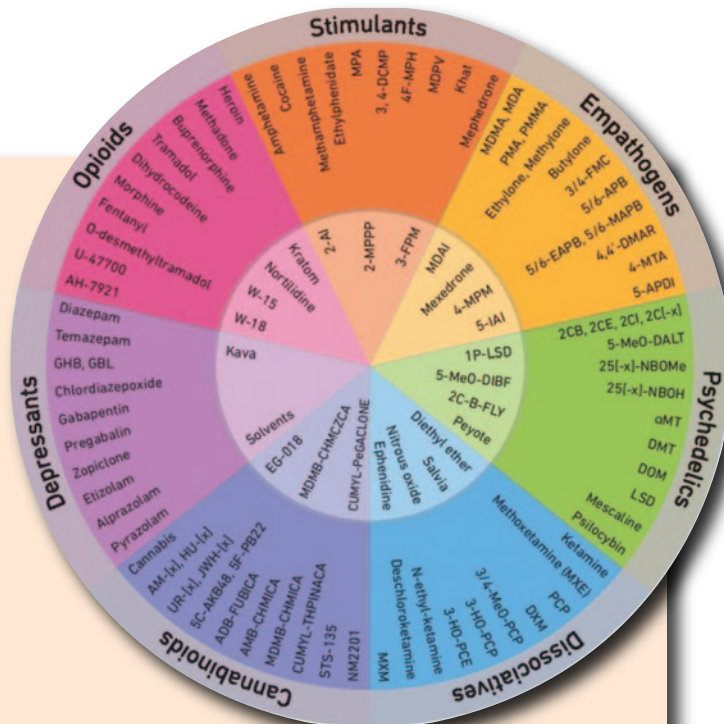 Stimulants
Amphetamine
Cocaine
Methamphetamine
Ethylphenidate
MPA
3, 4-DCMP
4F-MPH
MDPV
Khat
Mephedrone
2-AI
2-MPPP
3-FPM
Empathogens
MDMA, MDA
PMA, PMMA
Ethylone, Methylone
Butylone
3/4-FMC
5/6-APB
5/6-EAPB, 5/6-MAPB
4,4'-DMAR
4-MTA
5-APDI
MDAI
Mexedrone
4-MPM
5-IAI
Psychedelics
2CB, 2CE, 2CI, 2C[-x]
5-MeO-DALT
25[-x]-NBOMe
25[-x]-NBOH
αMT
DMT
DOM
LSD
Mescaline
Psilocybin
1P-LSD
5-MeO-DIBF
2C-B-FLY
Peyote
Dissociatives
Ketamine
Methoxetamine (MXE)
PCP
DXM
3/4-MeO-PCP
3-HO-PCP
3-HO-PCE
N-ethyl-ketamine
Deschloroketamine
MXM
Diethyl ether
Salvia
Nitrous oxide
Ephenidine
Cannabinoids
Cannabis
AM-[x], HU-[x]
UR-[x], JWH-[x]
5C-AKB48, 5F-PB22
ADB-FUBICA
AMB-CHMICA
MDMB-CHMICA
CUMYL-THPINACA
STS-135
NM2201
EG-018
MDMB-CHMCZCA
CUMYL-PeGACLONE
Depressants
Diazepam
Temazepam
GHB, GBL
Chlordiazepoxide
Gabapentin
Pregabalin
Zopiclone
Etizolam
Alprazolam
Pyrazolam
Kava
Solvents
Opioids
Heroin
Methadone
Buprenorphine
Tramadol
Dihydrocodeine
Morphine
Fentanyl
O-desmethyltramadol
U-47700
AH-7921
Kratom
Nortilidine
W-15
W-18